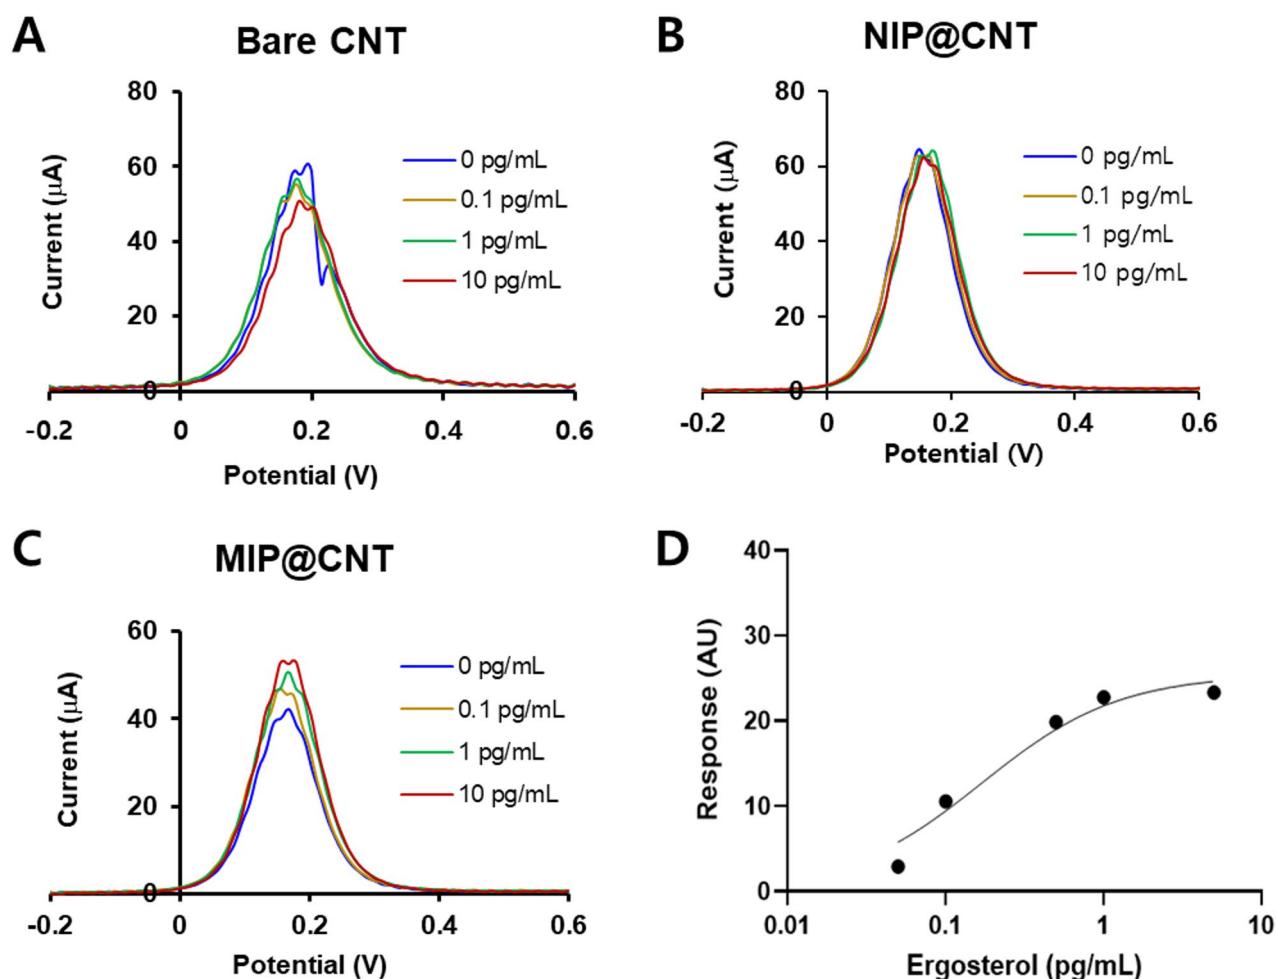 A
Bare CNT
Current (µA)
80
60
40
20
0
-0.2
0
0.2
0.4
0.6
Potential (V)
0 pg/mL
0.1 pg/mL
1 pg/mL
10 pg/mL
B
NIP@CNT
Current (µA)
80
60
40
20
0
-0.2
0
0.2
0.4
0.6
Potential (V)
0 pg/mL
0.1 pg/mL
1 pg/mL
10 pg/mL
C
MIP@CNT
Current (µA)
60
40
20
0
-0.2
0
0.2
0.4
0.6
Potential (V)
0 pg/mL
0.1 pg/mL
1 pg/mL
10 pg/mL
D
Response (AU)
40
30
20
10
0
0.01
0.1
1
10
Ergosterol (pg/mL)